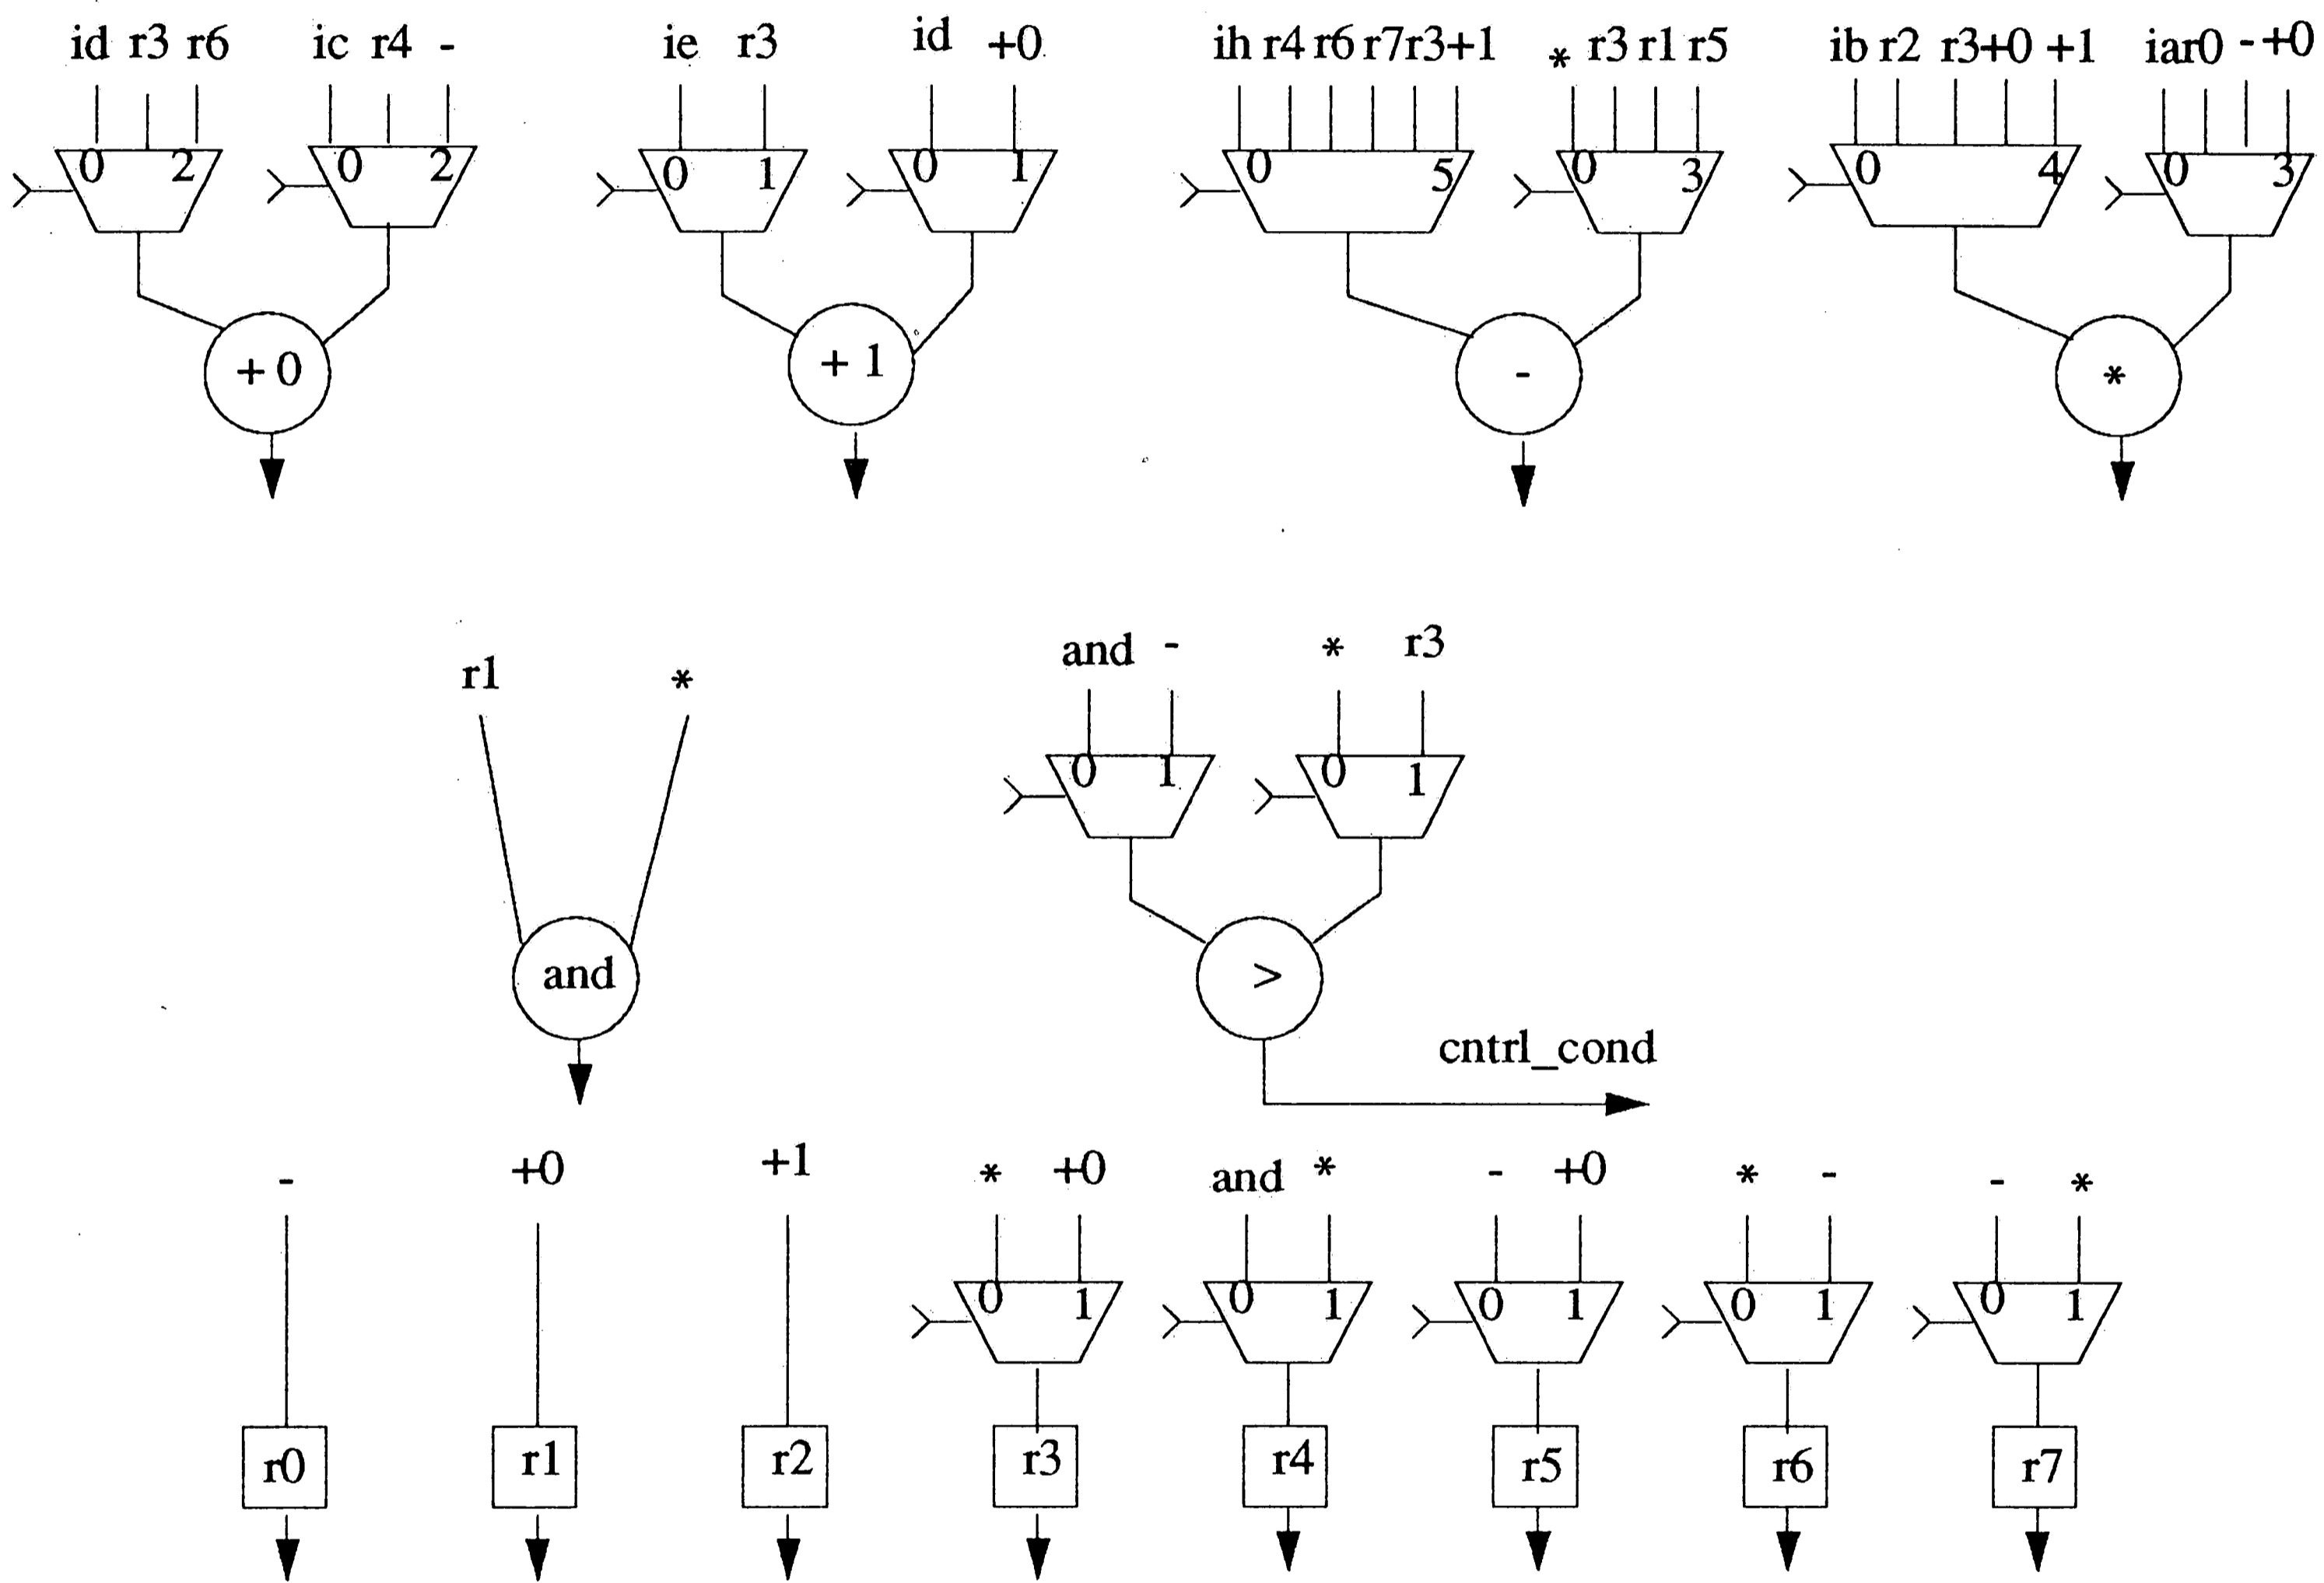 id r3 r6 ic r4 - ie r3 id +0 ih r4 r6 r7r3+1 * r3 r1 r5 ib r2 r3+0 +1 iar0 - +0
0 2 0 2 0 1 0 1 0 5 0 3 0 4 0 3
+ 0 + 1 - *
r1 * and - * r3
0 1 0 1
and >
cntrl_cond
- +0 +1 * +0 and * - +0 * - - *
0 1 0 1 0 1 0 1 0 1
r0 r1 r2 r3 r4 r5 r6 r7